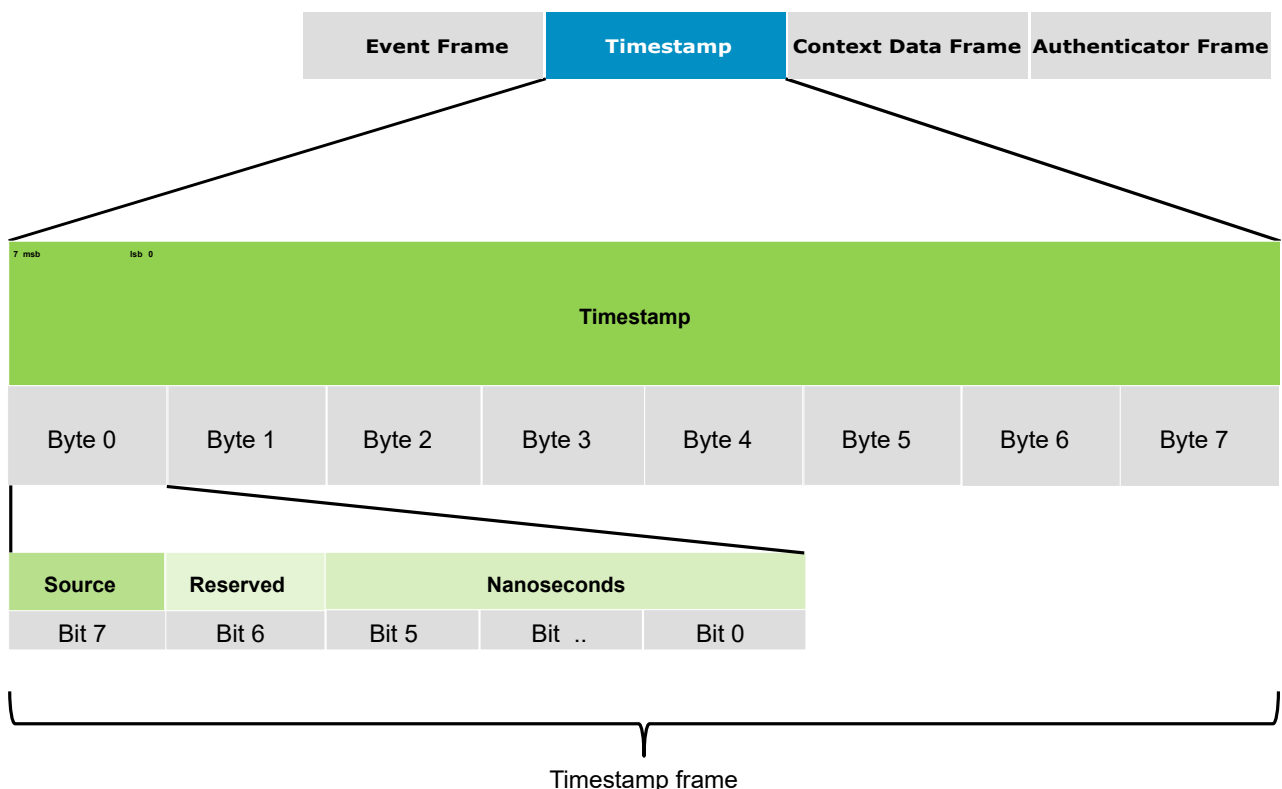 Event Frame Timestamp Context Data Frame Authenticator Frame
7 msb lsb 0
Timestamp
Byte 0 Byte 1 Byte 2 Byte 3 Byte 4 Byte 5 Byte 6 Byte 7
Source Reserved Nanoseconds
Bit 7 Bit 6 Bit 5 Bit .. Bit 0
Timestamp frame